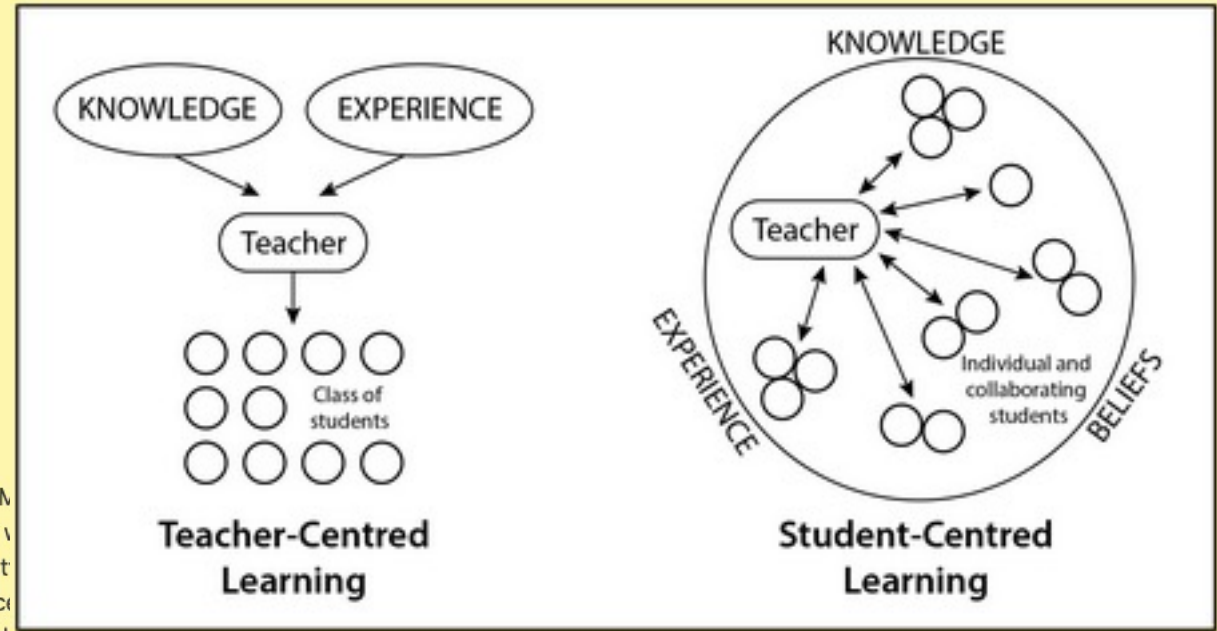 KNOWLEDGE
EXPERIENCE
Teacher
Class of
students
Teacher-Centred
Learning
KNOWLEDGE
Teacher
EXPERIENCE
BELIEFS
Individual and
collaborating
students
Student-Centred
Learning